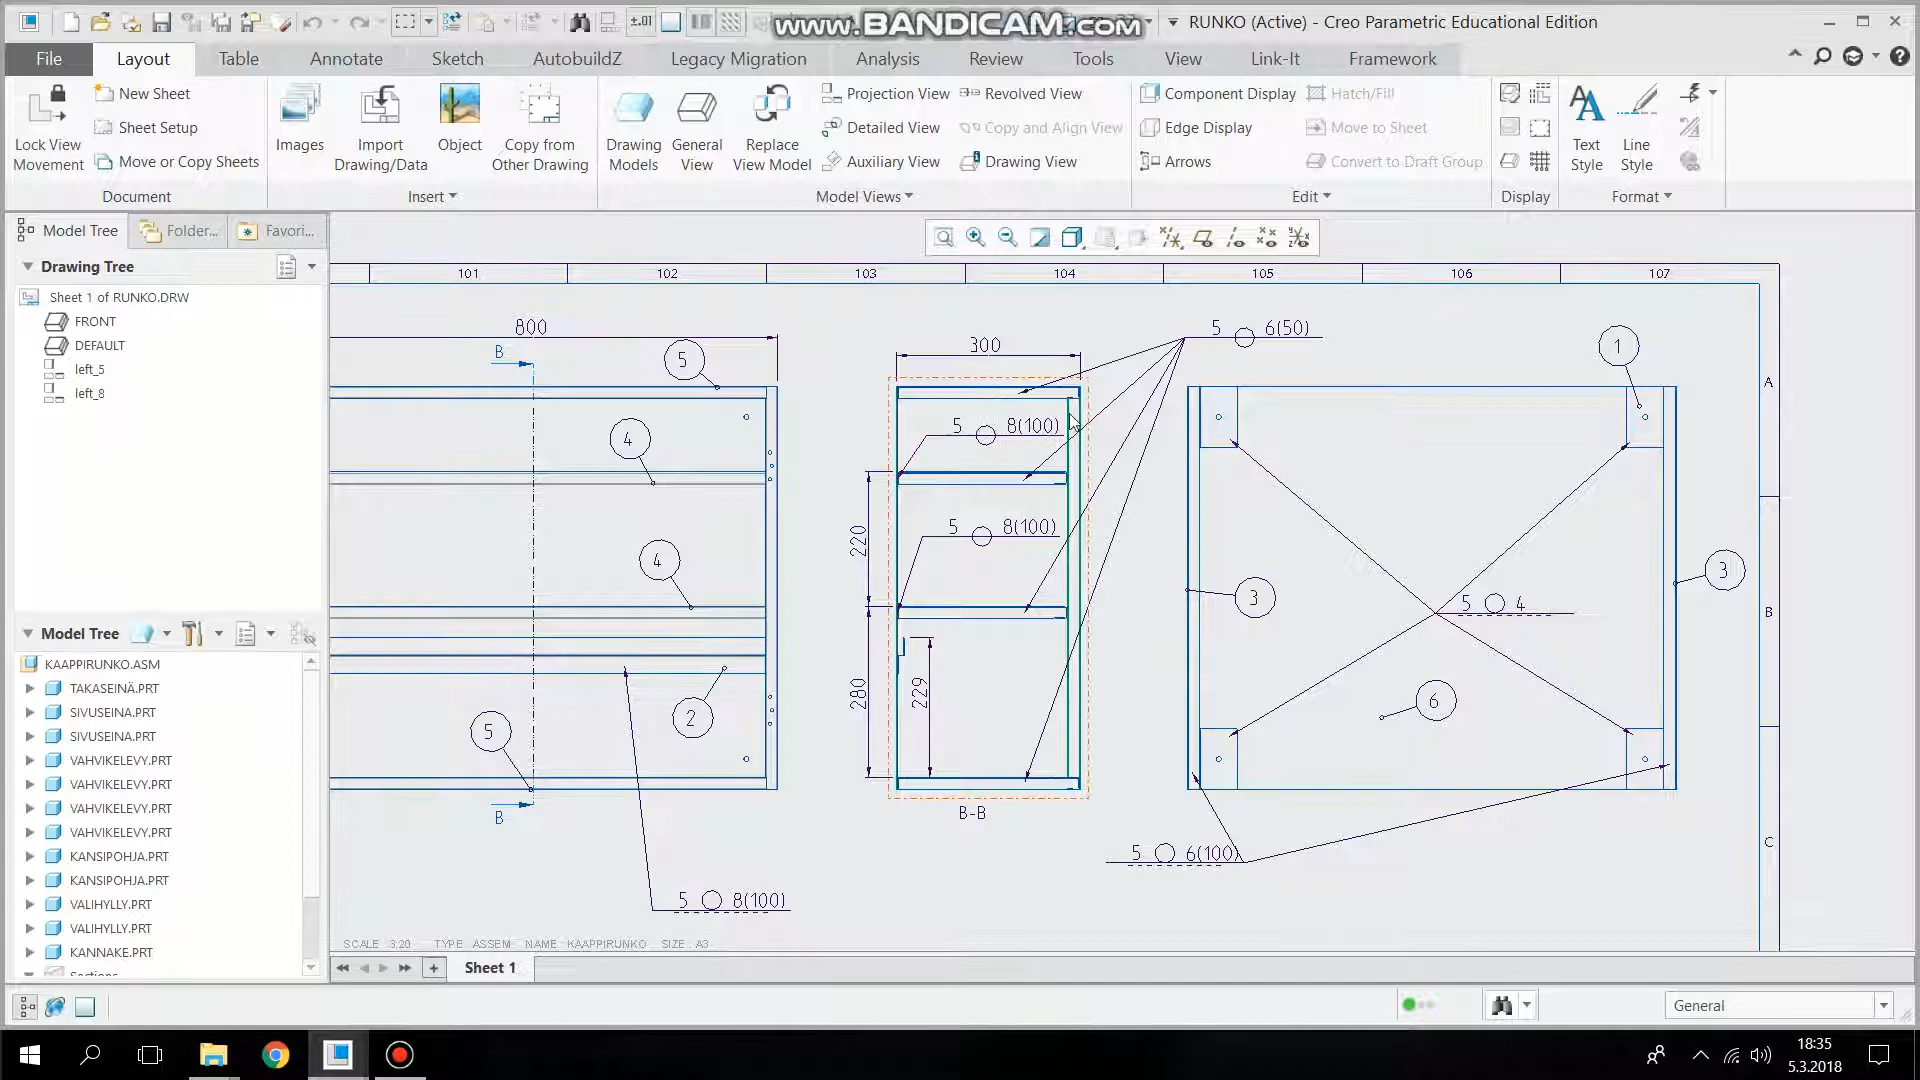 www.BANDICAM.com
RUNKO (Active) - Creo Parametric Educational Edition
File
Layout
Table
Annotate
Sketch
AutobuildZ
Legacy Migration
Analysis
Review
Tools
View
Link-It
Framework
Lock View Movement
New Sheet
Sheet Setup
Move or Copy Sheets
Document
Images
Import Drawing/Data
Object
Copy from Other Drawing
Insert
Drawing Models
General View
Replace View Model
Projection View
Detailed View
Auxiliary View
Revolved View
Copy and Align View
Drawing View
Model Views
Component Display
Edge Display
Arrows
Hatch/Fill
Move to Sheet
Convert to Draft Group
Edit
Display
Text Style
Line Style
Format
Model Tree
Folder...
Favori...
Drawing Tree
Sheet 1 of RUNKO.DRW
FRONT
DEFAULT
left_5
left_8
Model Tree
KAAPPIRUNKO.ASM
TAKASEINÄ.PRT
SIVUSEINA.PRT
SIVUSEINA.PRT
VAHVIKELEVY.PRT
VAHVIKELEVY.PRT
VAHVIKELEVY.PRT
VAHVIKELEVY.PRT
KANSIPOHJA.PRT
KANSIPOHJA.PRT
VALIHYLLY.PRT
VALIHYLLY.PRT
KANNAKE.PRT
Sections
101 102 103 104 105 106 107
A
B
C
800
B
5
4
4
5
2
B
5 8(100)
300
5 8(100)
5 8(100)
220
280
229
B-B
5 6(50)
1
3
3
5 4
6
5 6(100)
SCALE 3:20 TYPE ASSEM NAME KAAPPIRUNKO SIZE A3
Sheet 1
General
18:35
5.3.2018